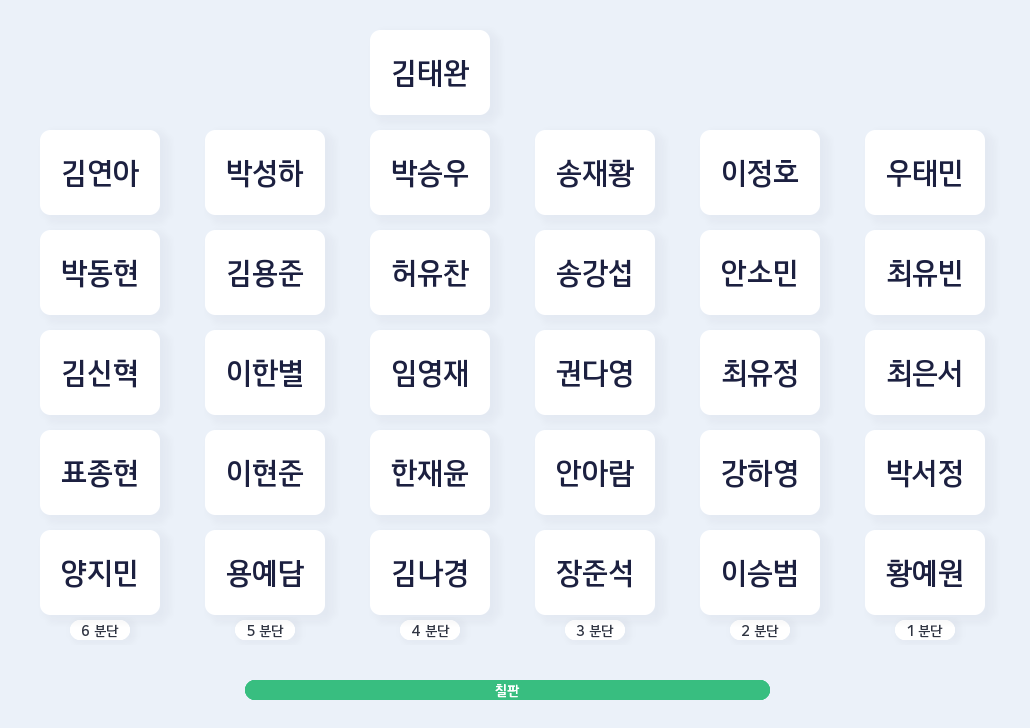 김태완
김연아 박성하 박승우 송재황 이정호 우태민
박동현 김용준 허유찬 송강섭 안소민 최유빈
김신혁 이한별 임영재 권다영 최유정 최은서
표종현 이현준 한재윤 안아람 강하영 박서정
양지민 용예담 김나경 장준석 이승범 황예원
6 분단 5 분단 4 분단 3 분단 2 분단 1 분단
칠판